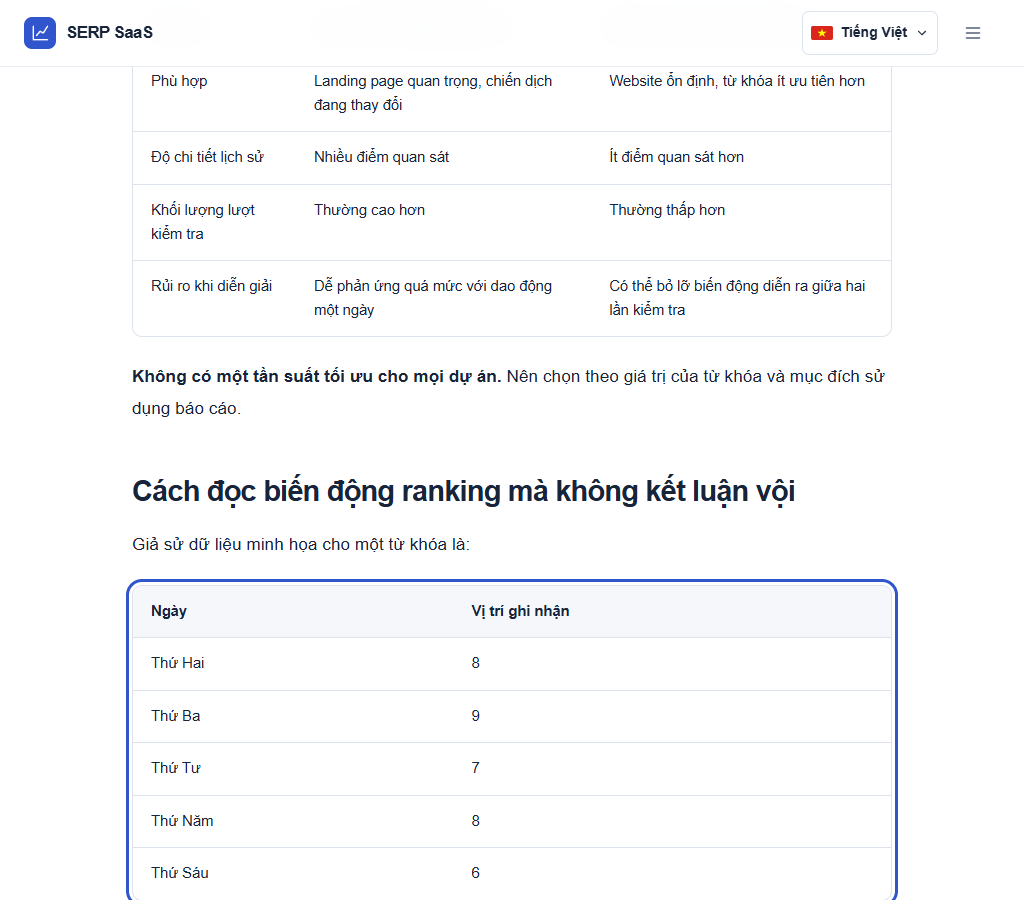 SERP SaaS
Tiếng Việt
Phù hợp
Landing page quan trọng, chiến dịch
đang thay đổi
Website ổn định, từ khóa ít ưu tiên hơn
Độ chi tiết lịch sử
Nhiều điểm quan sát
Ít điểm quan sát hơn
Khối lượng lượt
kiểm tra
Thường cao hơn
Thường thấp hơn
Rủi ro khi diễn giải
Dễ phản ứng quá mức với dao động
một ngày
Có thể bỏ lỡ biến động diễn ra giữa hai
lần kiểm tra
Không có một tần suất tối ưu cho mọi dự án. Nên chọn theo giá trị của từ khóa và mục đích sử
dụng báo cáo.
Cách đọc biến động ranking mà không kết luận vội
Giả sử dữ liệu minh họa cho một từ khóa là:
Ngày
Vị trí ghi nhận
Thứ Hai
8
Thứ Ba
9
Thứ Tư
7
Thứ Năm
8
Thứ Sáu
6